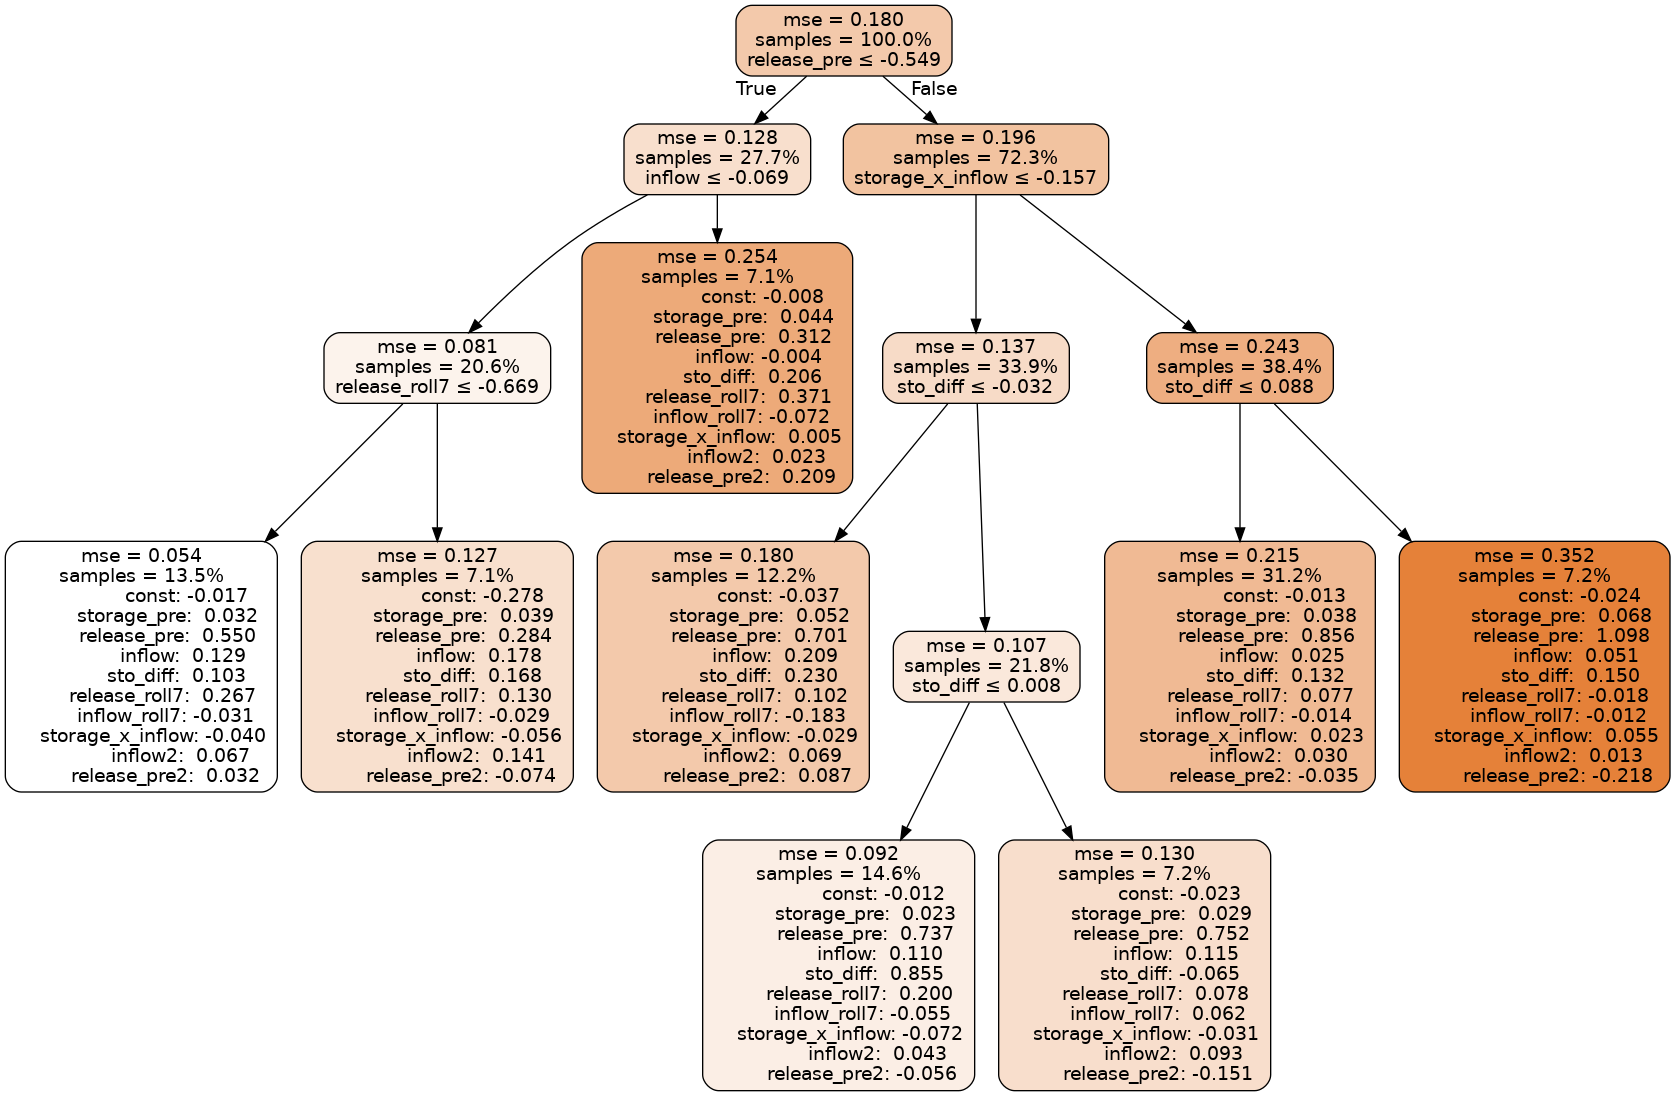 mse = 0.180
samples = 100.0%
release_pre ≤ -0.549
True
False
mse = 0.128
samples = 27.7%
inflow ≤ -0.069
mse = 0.196
samples = 72.3%
storage_x_inflow ≤ -0.157
mse = 0.254
samples = 7.1%
const: -0.008
storage_pre: 0.044
release_pre: 0.312
inflow: -0.004
sto_diff: 0.206
release_roll7: 0.371
inflow_roll7: -0.072
storage_x_inflow: 0.005
inflow2: 0.023
release_pre2: 0.209
mse = 0.081
samples = 20.6%
release_roll7 ≤ -0.669
mse = 0.137
samples = 33.9%
sto_diff ≤ -0.032
mse = 0.243
samples = 38.4%
sto_diff ≤ 0.088
mse = 0.054
samples = 13.5%
const: -0.017
storage_pre: 0.032
release_pre: 0.550
inflow: 0.129
sto_diff: 0.103
release_roll7: 0.267
inflow_roll7: -0.031
storage_x_inflow: -0.040
inflow2: 0.067
release_pre2: 0.032
mse = 0.127
samples = 7.1%
const: -0.278
storage_pre: 0.039
release_pre: 0.284
inflow: 0.178
sto_diff: 0.168
release_roll7: 0.130
inflow_roll7: -0.029
storage_x_inflow: -0.056
inflow2: 0.141
release_pre2: -0.074
mse = 0.180
samples = 12.2%
const: -0.037
storage_pre: 0.052
release_pre: 0.701
inflow: 0.209
sto_diff: 0.230
release_roll7: 0.102
inflow_roll7: -0.183
storage_x_inflow: -0.029
inflow2: 0.069
release_pre2: 0.087
mse = 0.107
samples = 21.8%
sto_diff ≤ 0.008
mse = 0.215
samples = 31.2%
const: -0.013
storage_pre: 0.038
release_pre: 0.856
inflow: 0.025
sto_diff: 0.132
release_roll7: 0.077
inflow_roll7: -0.014
storage_x_inflow: 0.023
inflow2: 0.030
release_pre2: -0.035
mse = 0.352
samples = 7.2%
const: -0.024
storage_pre: 0.068
release_pre: 1.098
inflow: 0.051
sto_diff: 0.150
release_roll7: -0.018
inflow_roll7: -0.012
storage_x_inflow: 0.055
inflow2: 0.013
release_pre2: -0.218
mse = 0.092
samples = 14.6%
const: -0.012
storage_pre: 0.023
release_pre: 0.737
inflow: 0.110
sto_diff: 0.855
release_roll7: 0.200
inflow_roll7: -0.055
storage_x_inflow: -0.072
inflow2: 0.043
release_pre2: -0.056
mse = 0.130
samples = 7.2%
const: -0.023
storage_pre: 0.029
release_pre: 0.752
inflow: 0.115
sto_diff: -0.065
release_roll7: 0.078
inflow_roll7: 0.062
storage_x_inflow: -0.031
inflow2: 0.093
release_pre2: -0.151